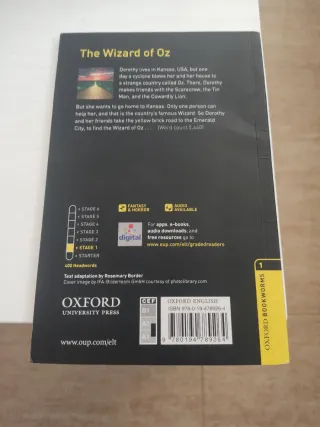 The Wizard of Oz
Dorothy lives in Kansas, USA, but one
day a cyclone blows her and her house to
a strange country called Oz. There, Dorothy
makes friends with the Scarecrow, the Tin
Man, and the Cowardly Lion.
But she wants to go home to Kansas. Only one person can
help her, and that is the country's famous Wizard. So Dorothy
and her friends take the yellow brick road to the Emerald
City, to find the Wizard of Oz . . .
STAGE 6
STAGE 5
STAGE 4
STAGE 3
STAGE 2
STAGE 1
STARTER
400 Headwords
FANTASY
& HORROR
AUDIO
AVAILABLE
digital
For apps, e-books,
audio downloads, and
free resources go to
www.oup.com/elt/gradedreaders
Text adaptation by Rosemary Border
OXFORD
UNIVERSITY PRESS
www.oup.com/elt
CEF
OXFORD ENGLISH
1
OXFORD BOOKWORMS